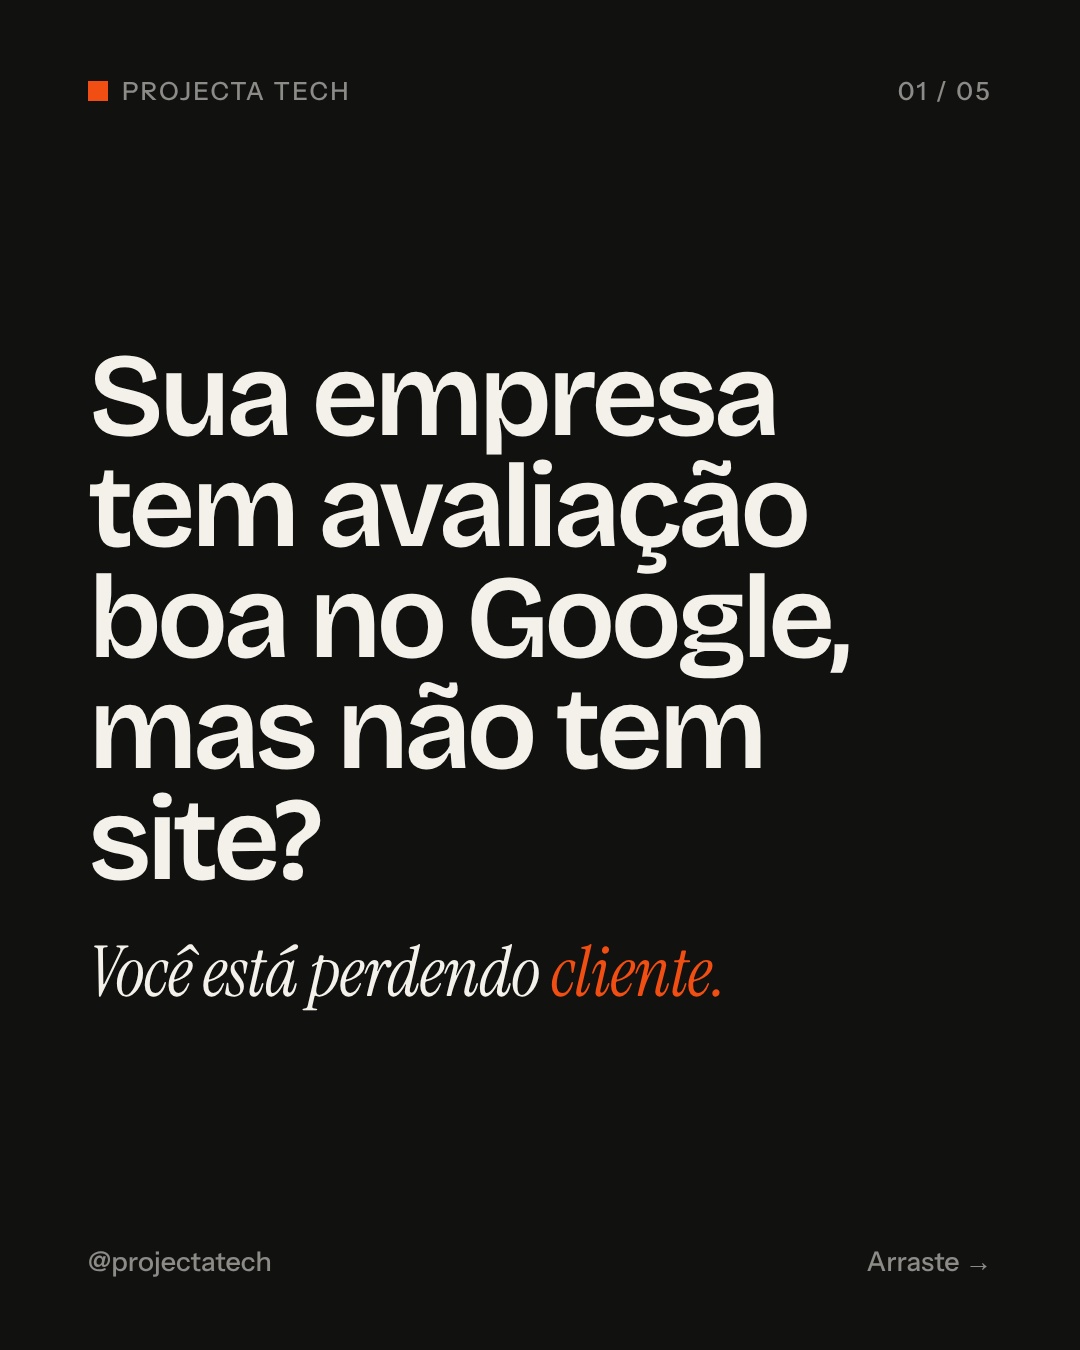 PROJECTA TECH
01 / 05
Sua empresa
tem avaliação
boa no Google,
mas não tem
site?
Você está perdendo cliente.
@projectatech
Arraste →